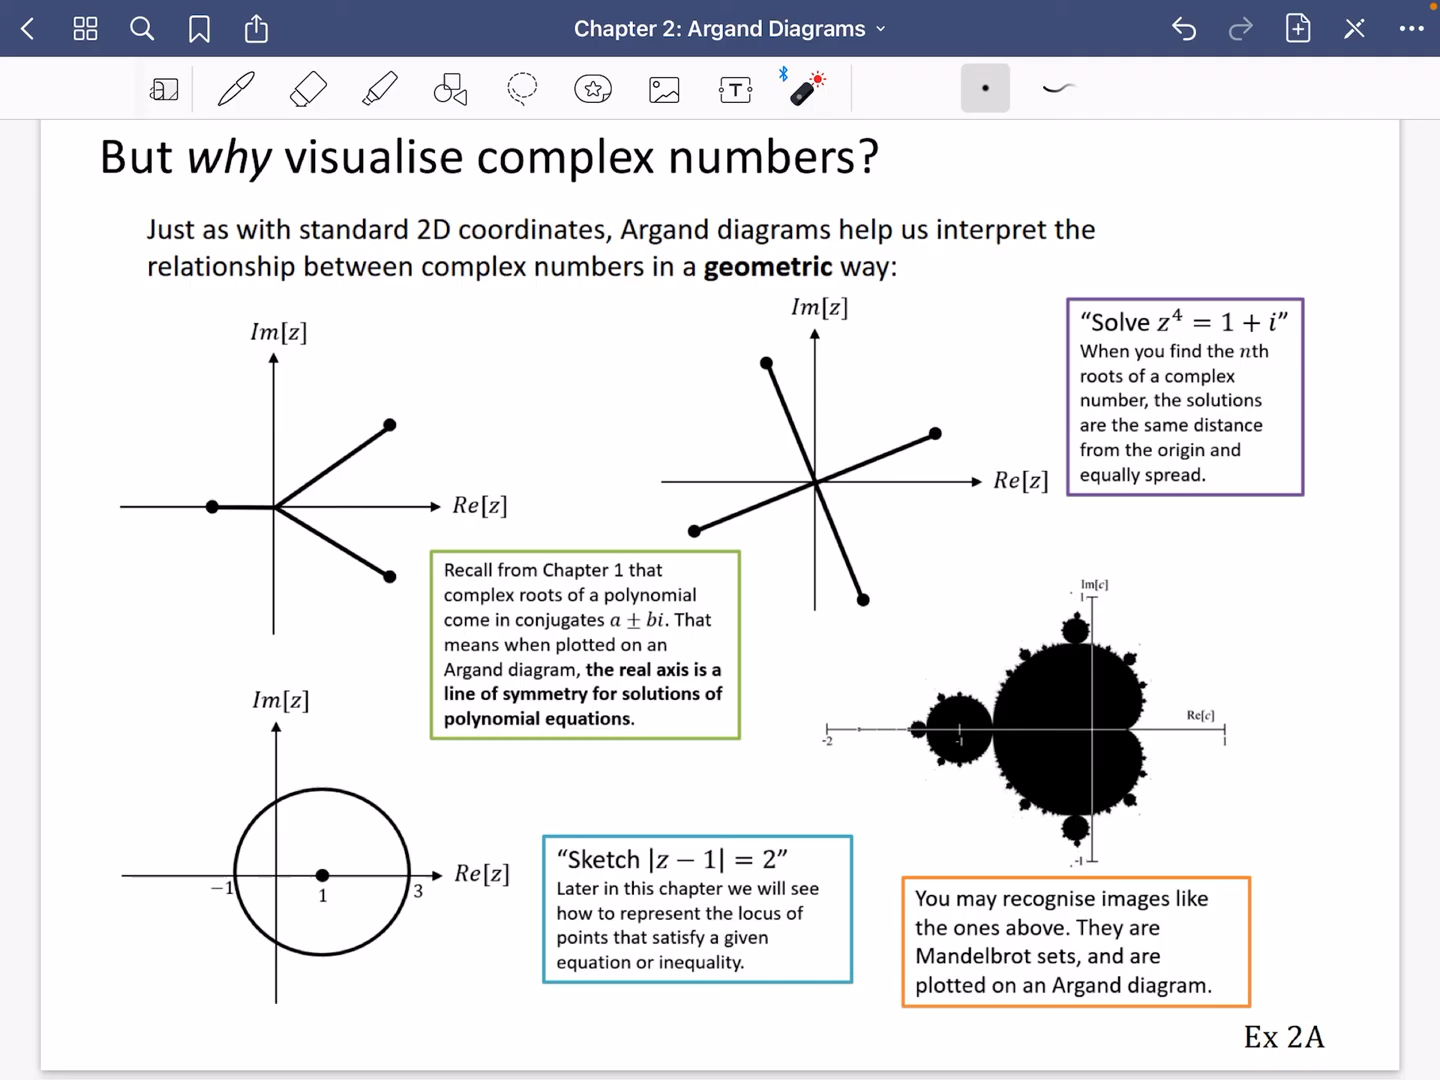 Chapter 2: Argand Diagrams
But why visualise complex numbers?
Just as with standard 2D coordinates, Argand diagrams help us interpret the
relationship between complex numbers in a geometric way:
Im[z]
Re[z]
Im[z]
Re[z]
“Solve z⁴ = 1 + i”
When you find the nth
roots of a complex
number, the solutions
are the same distance
from the origin and
equally spread.
Recall from Chapter 1 that
complex roots of a polynomial
come in conjugates a ± bi. That
means when plotted on an
Argand diagram, the real axis is a
line of symmetry for solutions of
polynomial equations.
Im[c]
1
Re[c]
-2
-1
1
-1
Im[z]
Re[z]
−1
1
3
“Sketch |z − 1| = 2”
Later in this chapter we will see
how to represent the locus of
points that satisfy a given
equation or inequality.
You may recognise images like
the ones above. They are
Mandelbrot sets, and are
plotted on an Argand diagram.
Ex 2A